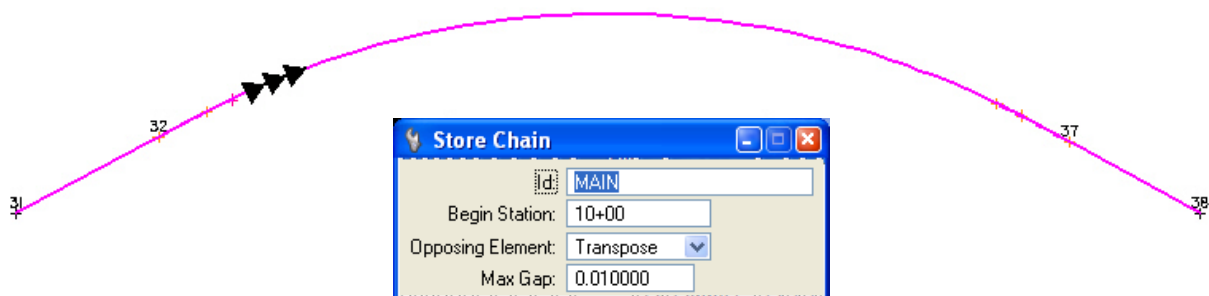 32
37
31
38
Store Chain
Id: MAIN
Begin Station: 10+00
Opposing Element: Transpose
Max Gap: 0.010000